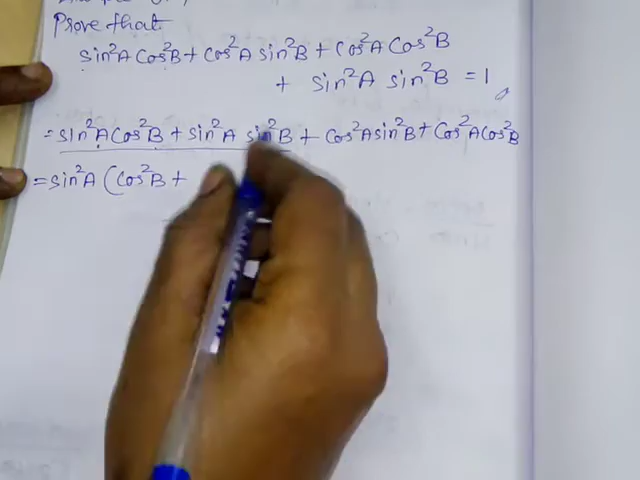 Prove that
sin²A Cos²B + Cos²A sin²B + Cos²A Cos²B
+ sin²A sin²B = 1
= sin²A Cos²B + sin²A sin²B + Cos²A sin²B + Cos²A Cos²B
= sin²A (Cos²B +